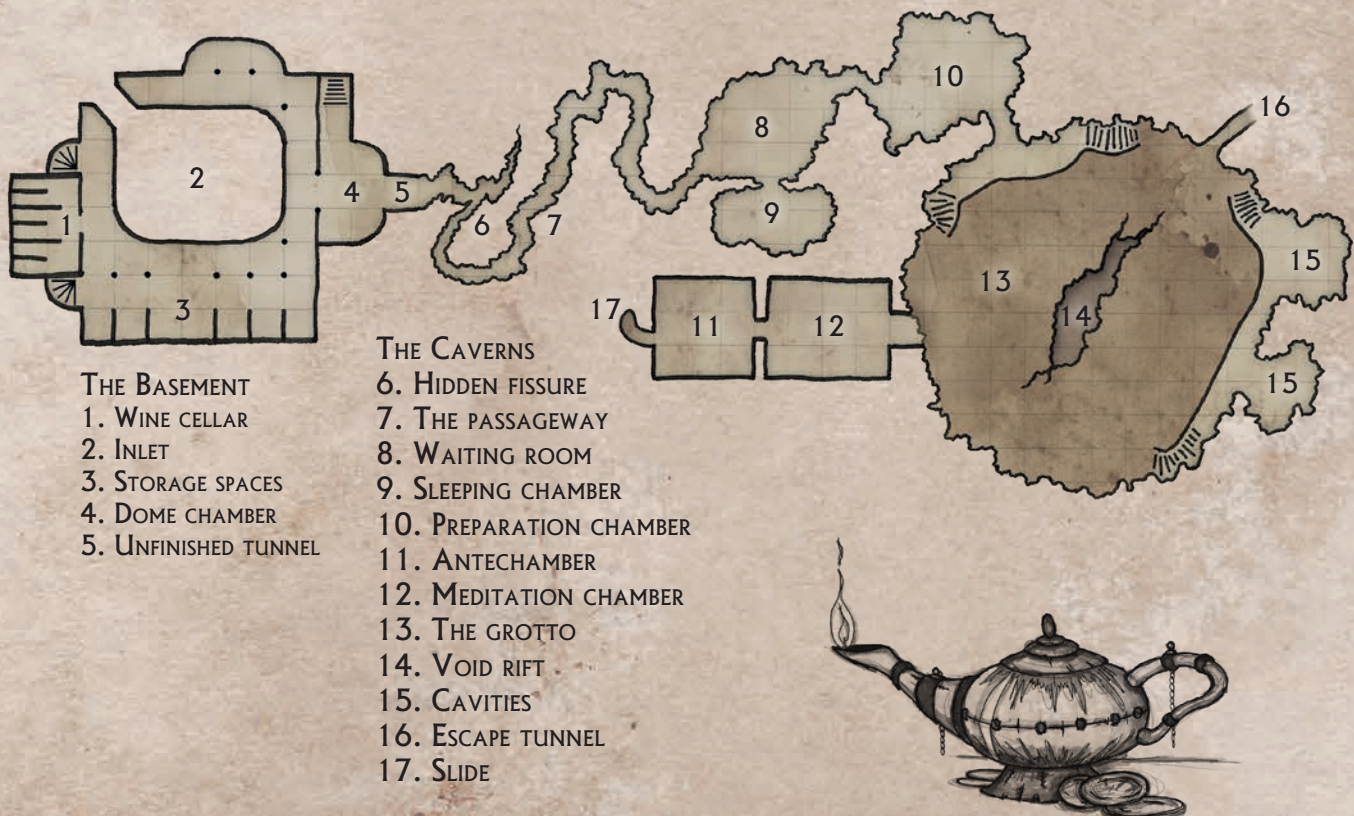 10
16
8
2
1
4
5
6
7
9
3
13
14
15
15
17
11
12
The Basement
1. Wine cellar
2. Inlet
3. Storage spaces
4. Dome chamber
5. Unfinished tunnel
The Caverns
6. Hidden fissure
7. The passageway
8. Waiting room
9. Sleeping chamber
10. Preparation chamber
11. Antechamber
12. Meditation chamber
13. The grotto
14. Void rift
15. Cavities
16. Escape tunnel
17. Slide